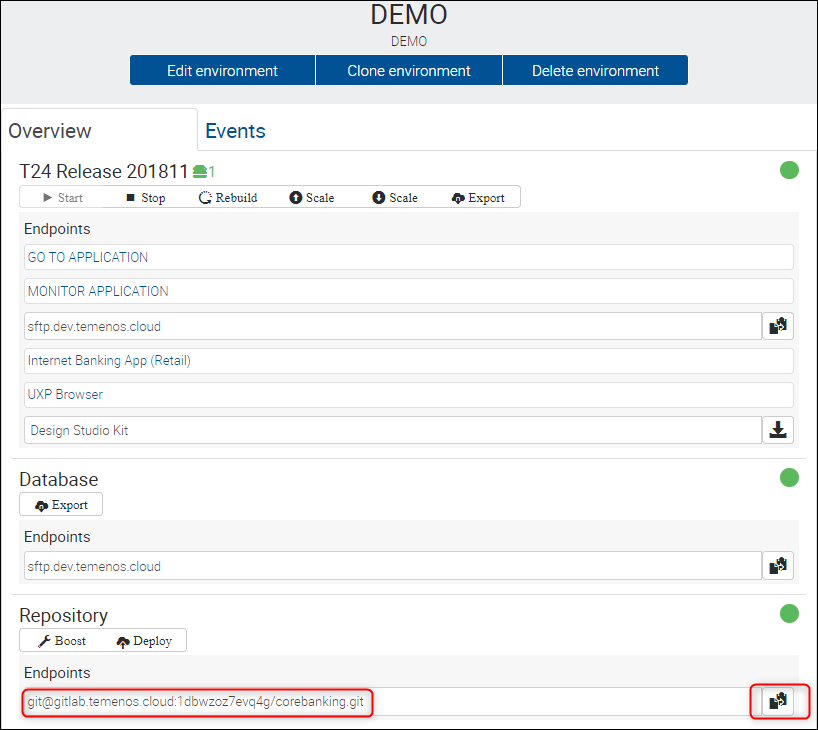 DEMO
DEMO
Edit environment Clone environment Delete environment
Overview Events
T24 Release 201811 1
Start Stop Rebuild Scale Scale Export
Endpoints
GO TO APPLICATION
MONITOR APPLICATION
sftp.dev.temenos.cloud
Internet Banking App (Retail)
UXP Browser
Design Studio Kit
Database
Export
Endpoints
sftp.dev.temenos.cloud
Repository
Boost Deploy
Endpoints
git@gitlab.temenos.cloud:1dbwzoz7evq4g/corebanking.git